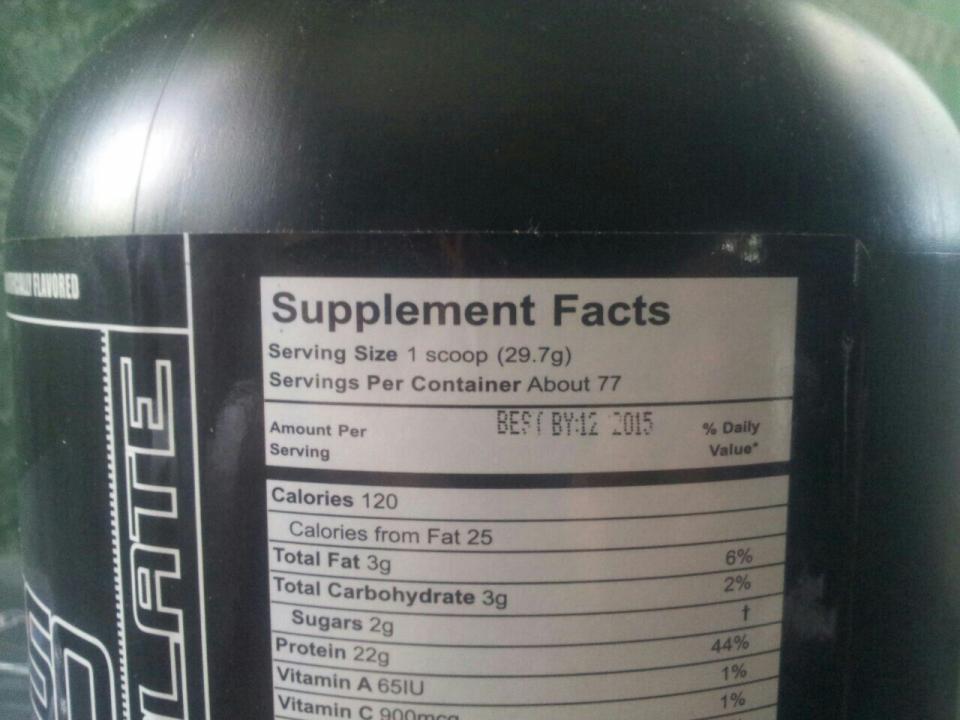 FLAVORED
LATE
Supplement Facts
Serving Size 1 scoop (29.7g)
Servings Per Container About 77
Amount Per
Serving
BEST BY:12 2015
% Daily
Value*
Calories 120
Calories from Fat 25
Total Fat 3g 6%
Total Carbohydrate 3g 2%
Sugars 2g †
Protein 22g 44%
Vitamin A 65IU 1%
Vitamin C 900mcg 1%